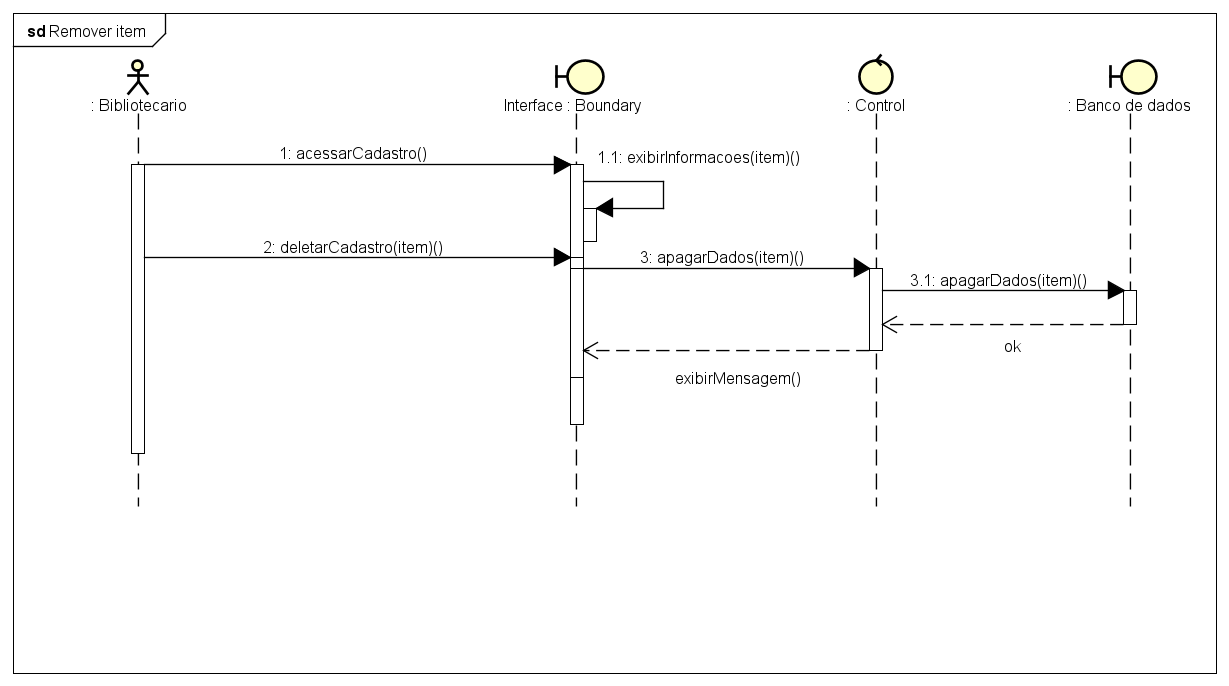 sd Remover item
: Bibliotecario
Interface : Boundary
: Control
: Banco de dados
1: acessarCadastro()
1.1: exibirInformacoes(item)()
2: deletarCadastro(item)()
3: apagarDados(item)()
3.1: apagarDados(item)()
ok
exibirMensagem()